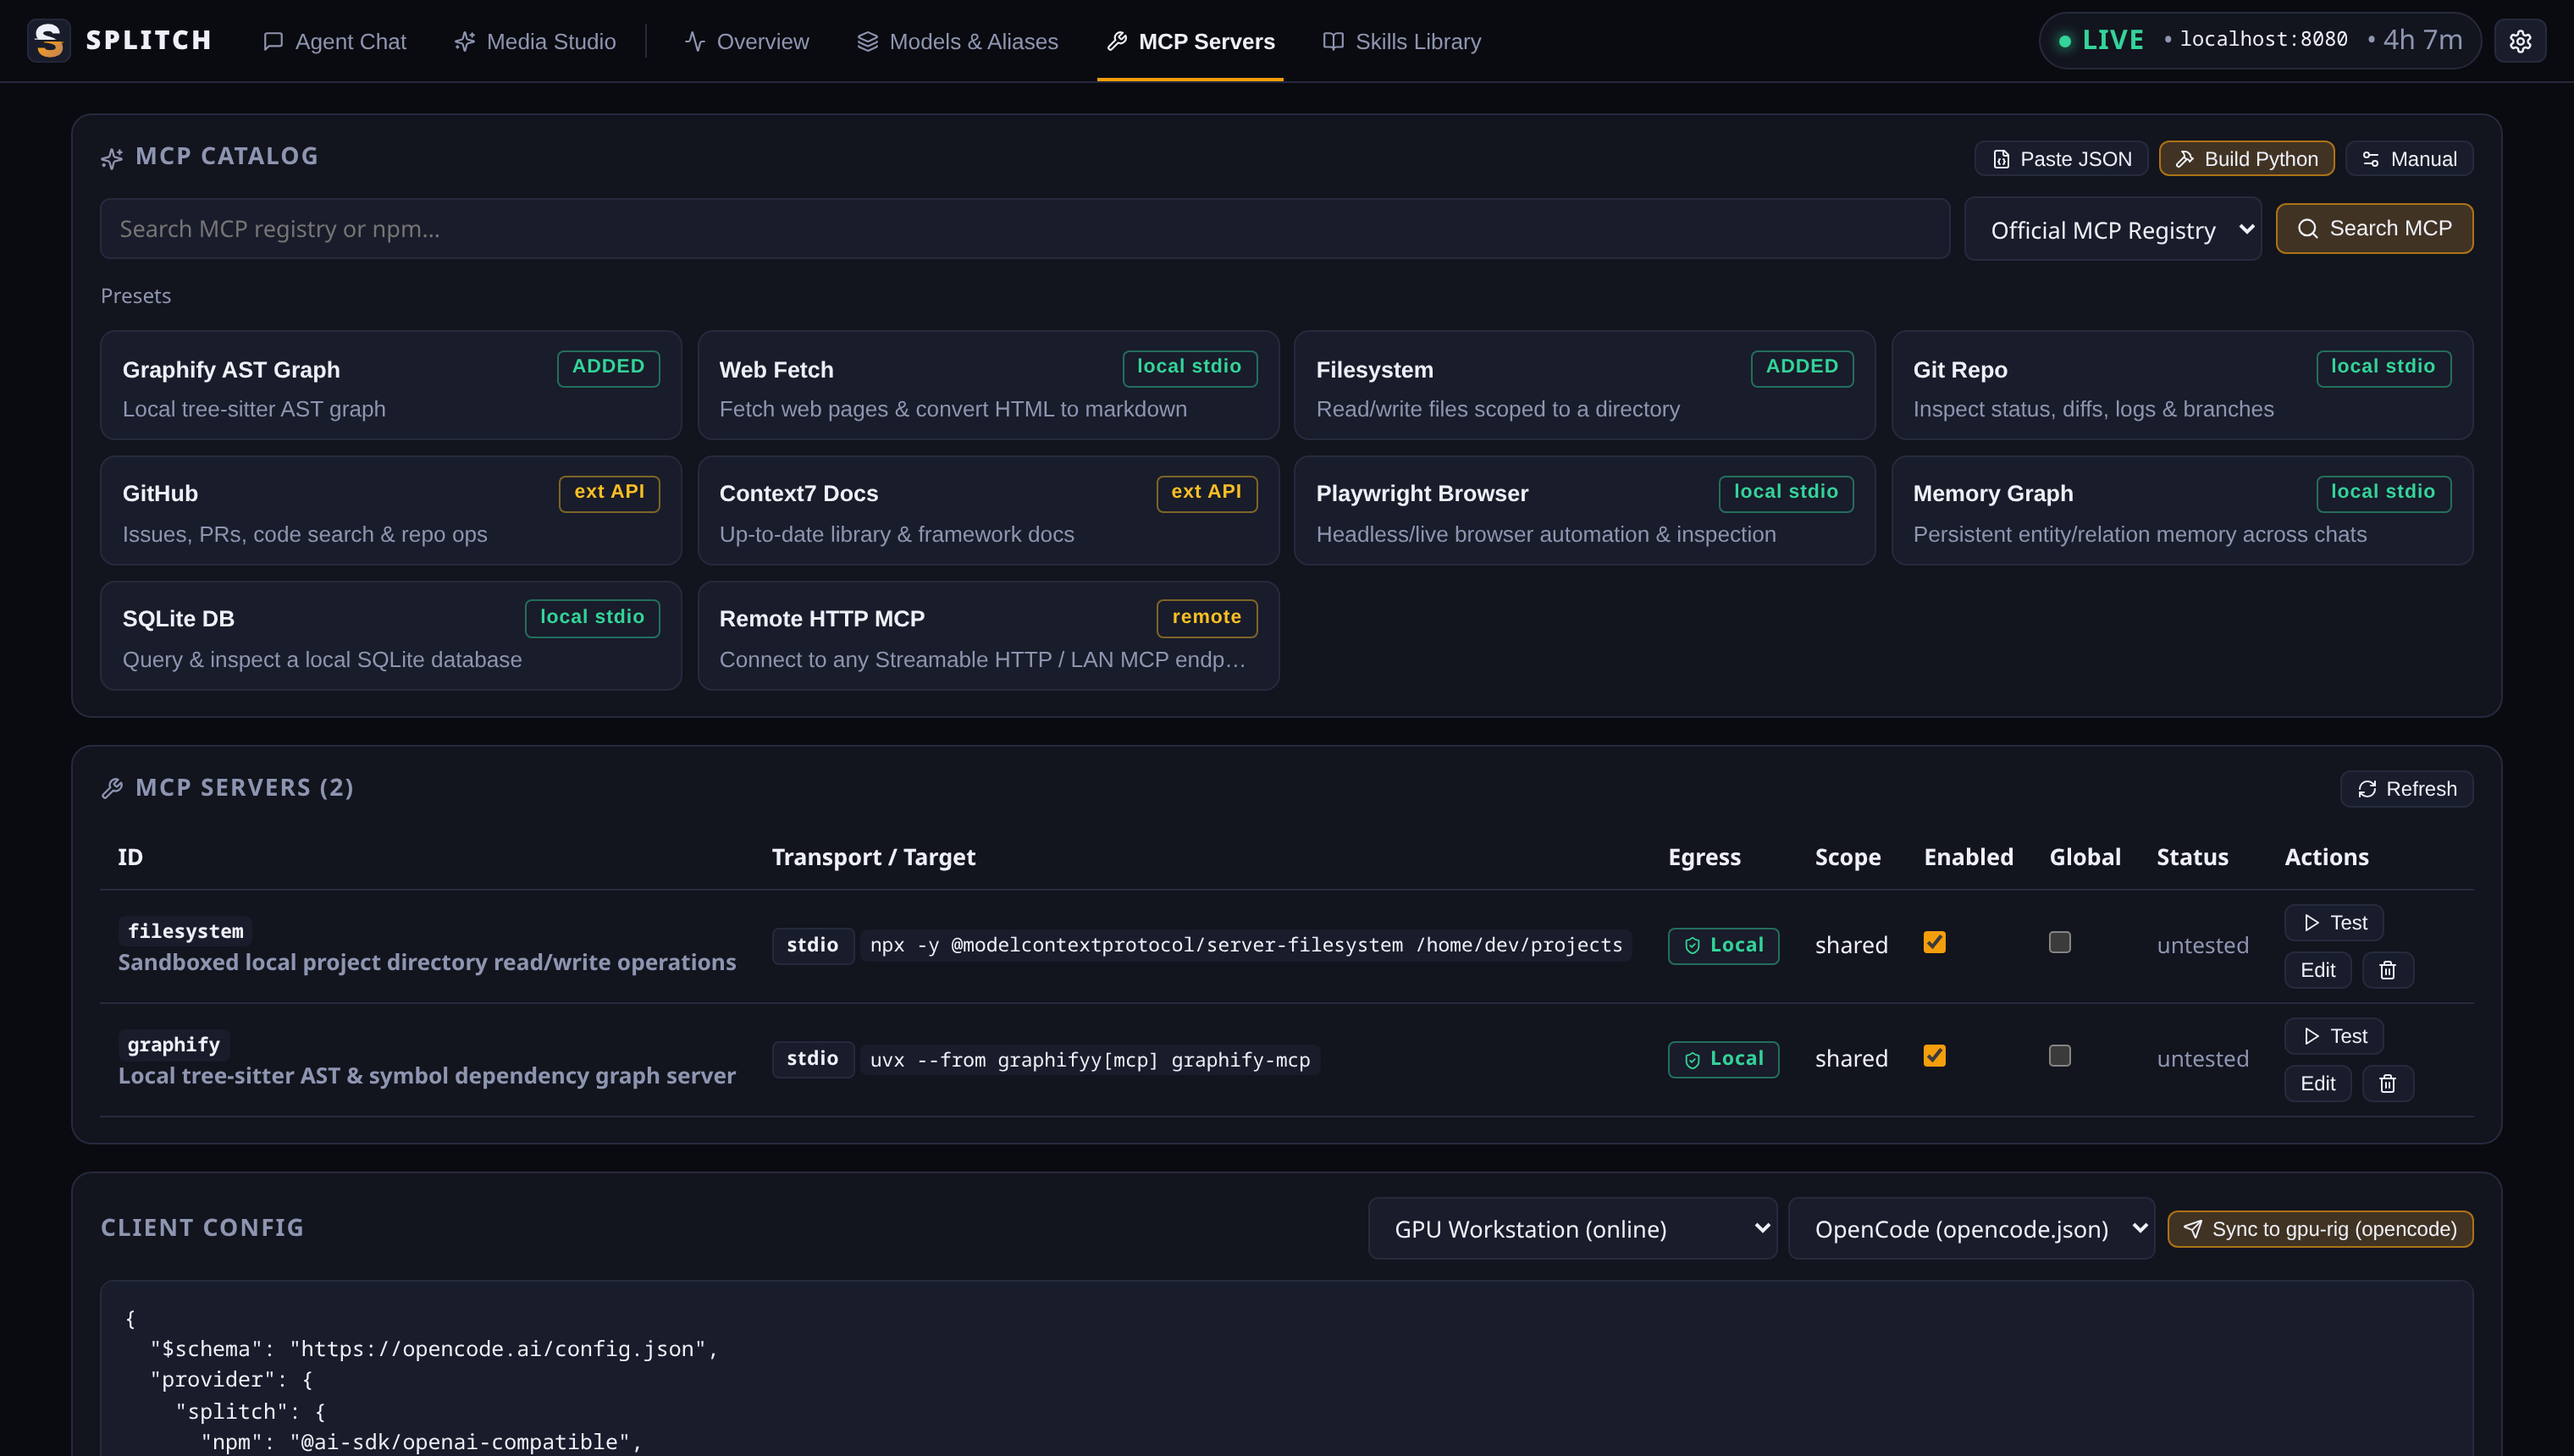 SPLITCH Agent Chat Media Studio Overview Models & Aliases MCP Servers Skills Library LIVE • localhost:8080 • 4h 7m
MCP CATALOG Paste JSON Build Python Manual
Search MCP registry or npm... Official MCP Registry Search MCP
Presets
Graphify AST Graph ADDED
Local tree-sitter AST graph
Web Fetch local stdio
Fetch web pages & convert HTML to markdown
Filesystem ADDED
Read/write files scoped to a directory
Git Repo local stdio
Inspect status, diffs, logs & branches
GitHub ext API
Issues, PRs, code search & repo ops
Context7 Docs ext API
Up-to-date library & framework docs
Playwright Browser local stdio
Headless/live browser automation & inspection
Memory Graph local stdio
Persistent entity/relation memory across chats
SQLite DB local stdio
Query & inspect a local SQLite database
Remote HTTP MCP remote
Connect to any Streamable HTTP / LAN MCP endp…
MCP SERVERS (2) Refresh
ID Transport / Target Egress Scope Enabled Global Status Actions
filesystem
Sandboxed local project directory read/write operations
stdio npx -y @modelcontextprotocol/server-filesystem /home/dev/projects Local shared untested
Test
Edit
graphify
Local tree-sitter AST & symbol dependency graph server
stdio uvx --from graphifyy[mcp] graphify-mcp Local shared untested
Test
Edit
CLIENT CONFIG GPU Workstation (online) OpenCode (opencode.json) Sync to gpu-rig (opencode)
{
"$schema": "https://opencode.ai/config.json",
"provider": {
"splitch": {
"npm": "@ai-sdk/openai-compatible",